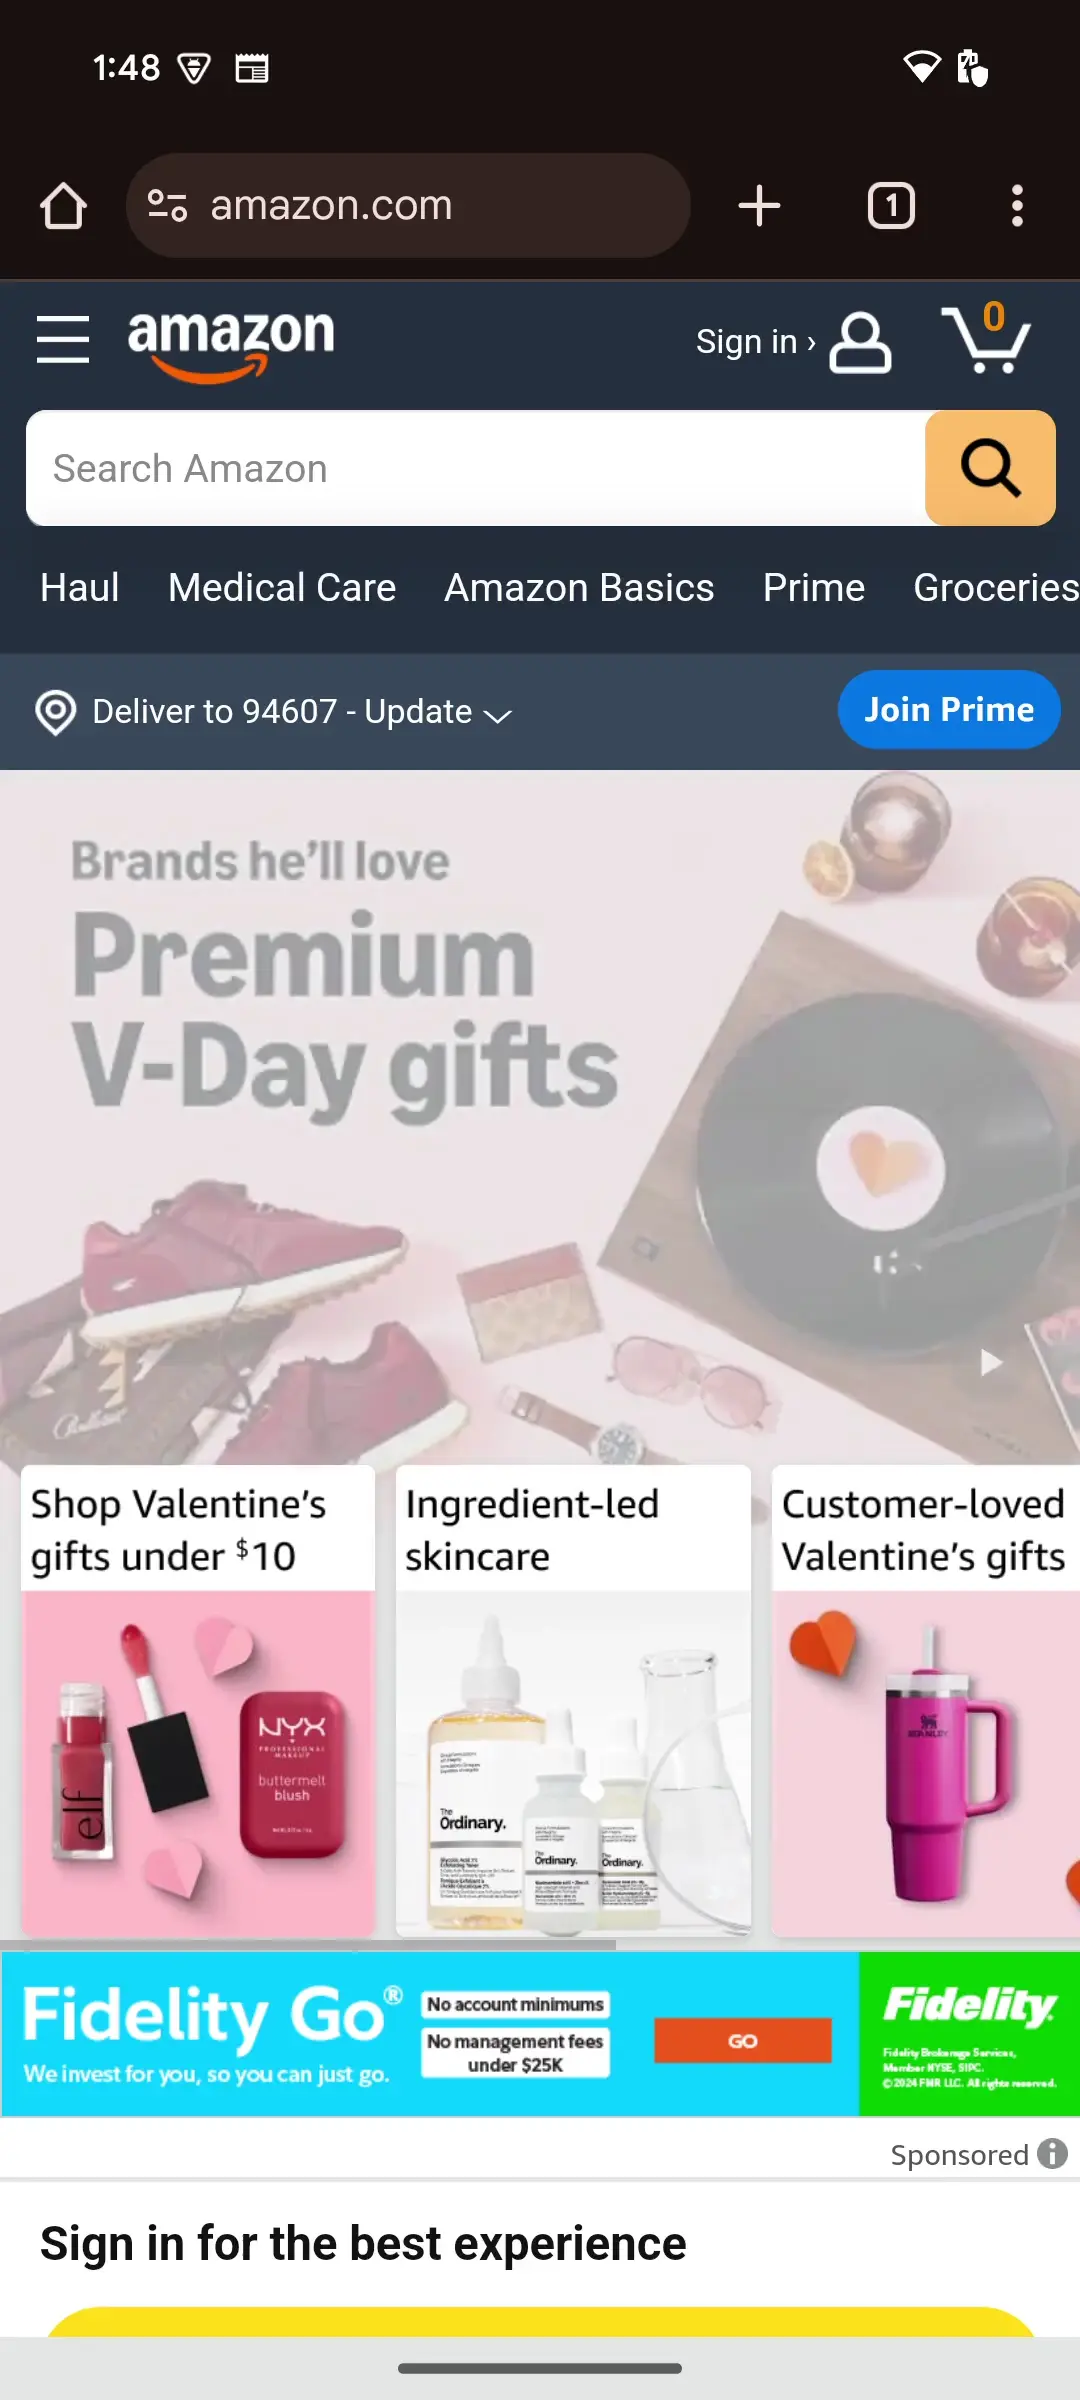 1:48
amazon.com
1
amazon
Sign in ›
0
Search Amazon
Haul Medical Care Amazon Basics Prime Groceries
Deliver to 94607 - Update
Join Prime
Brands he'll love
Premium
V-Day gifts
Shop Valentine's
gifts under $10
Ingredient-led
skincare
Customer-loved
Valentine's gifts
elf
NYX
PROFESSIONAL
MAKEUP
buttermelt
blush
The
Ordinary.
Ordinary.
Ordinary.
STANLEY
Fidelity Go®
We invest for you, so you can just go.
No account minimums
No management fees
under $25K
GO
Fidelity
Fidelity Brokerage Services,
Member NYSE, SIPC.
© 2024 FMR LLC. All rights reserved.
Sponsored
Sign in for the best experience